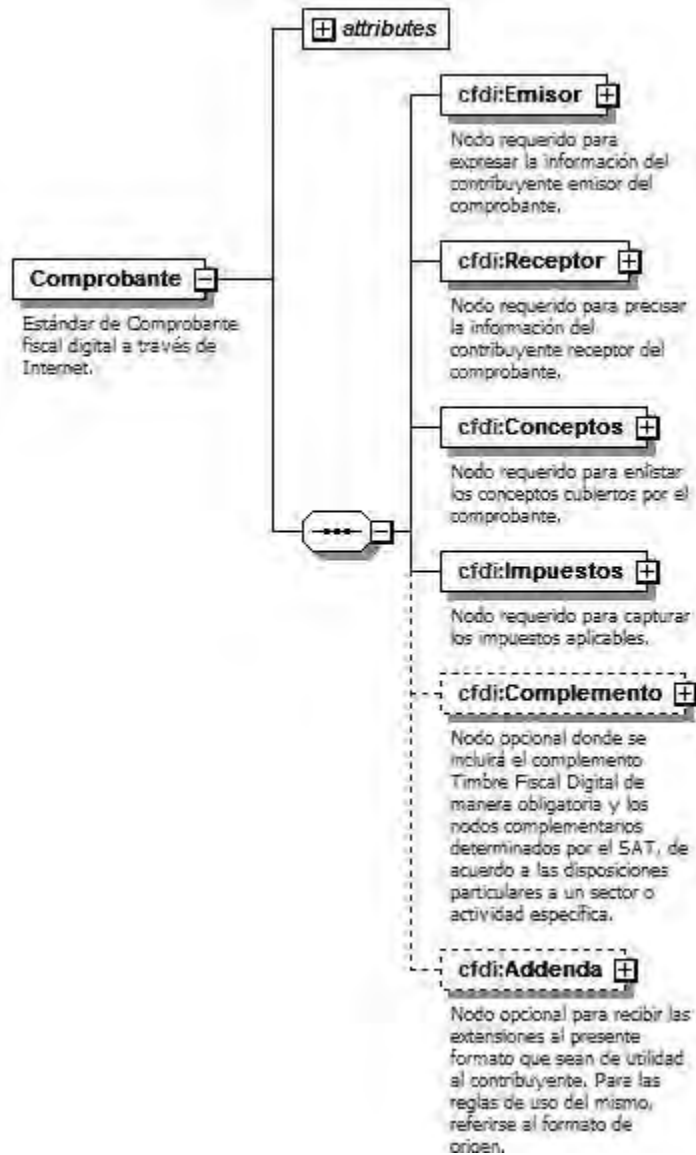 attributes
cfdi:Emisor
Nodo requerido para
expresar la información del
contribuyente emisor del
comprobante.
Comprobante
Estándar de Comprobante
fiscal digital a través de
Internet.
cfdi:Receptor
Nodo requerido para precisar
la información del
contribuyente receptor del
comprobante.
cfdi:Conceptos
Nodo requerido para enlistar
los conceptos cubiertos por el
comprobante.
cfdi:Impuestos
Nodo requerido para capturar
los impuestos aplicables.
cfdi:Complemento
Nodo opcional donde se
incluirá el complemento
Timbre Fiscal Digital de
manera obligatoria y los
nodos complementarios
determinados por el SAT, de
acuerdo a las disposiciones
particulares a un sector o
actividad específica.
cfdi:Addenda
Nodo opcional para recibir las
extensiones al presente
formato que sean de utilidad
al contribuyente. Para las
reglas de uso del mismo,
referirse al formato de
origen.